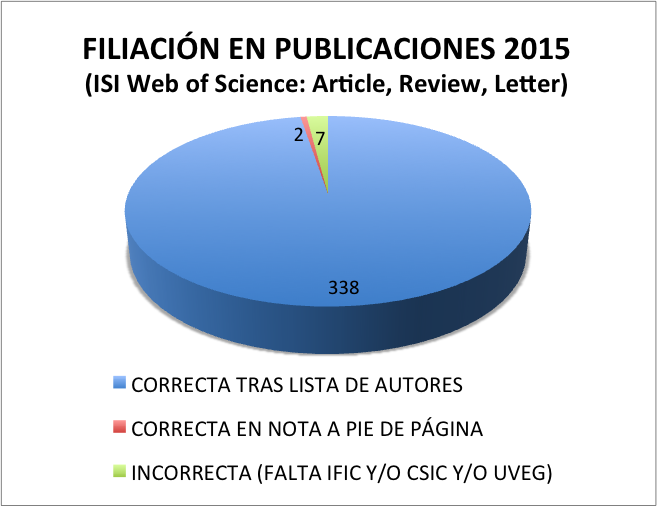 FILIACIÓN EN PUBLICACIONES 2015
(ISI Web of Science: Article, Review, Letter)
2
7
338
CORRECTA TRAS LISTA DE AUTORES
CORRECTA EN NOTA A PIE DE PÁGINA
INCORRECTA (FALTA IFIC Y/O CSIC Y/O UVEG)